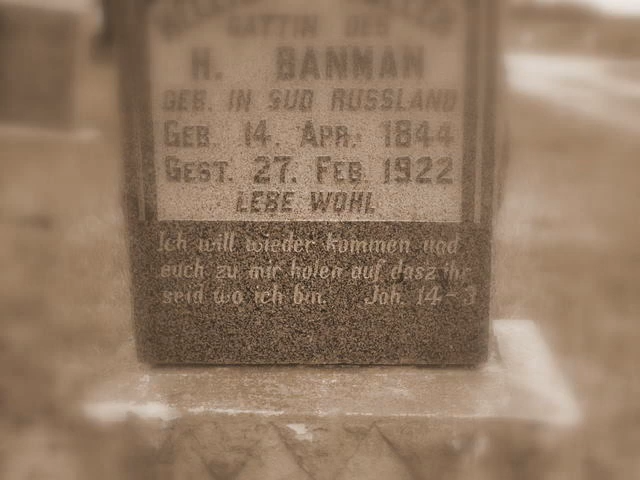 GATTIN DES
H. BANMAN
GEB. IN SUD RUSSLAND
GEB. 14. APR. 1844
GEST. 27. FEB. 1922
LEBE WOHL
Ich will wieder kommen und
euch zu mir holen auf dasz ihr
seid wo ich bin. Joh. 14-3